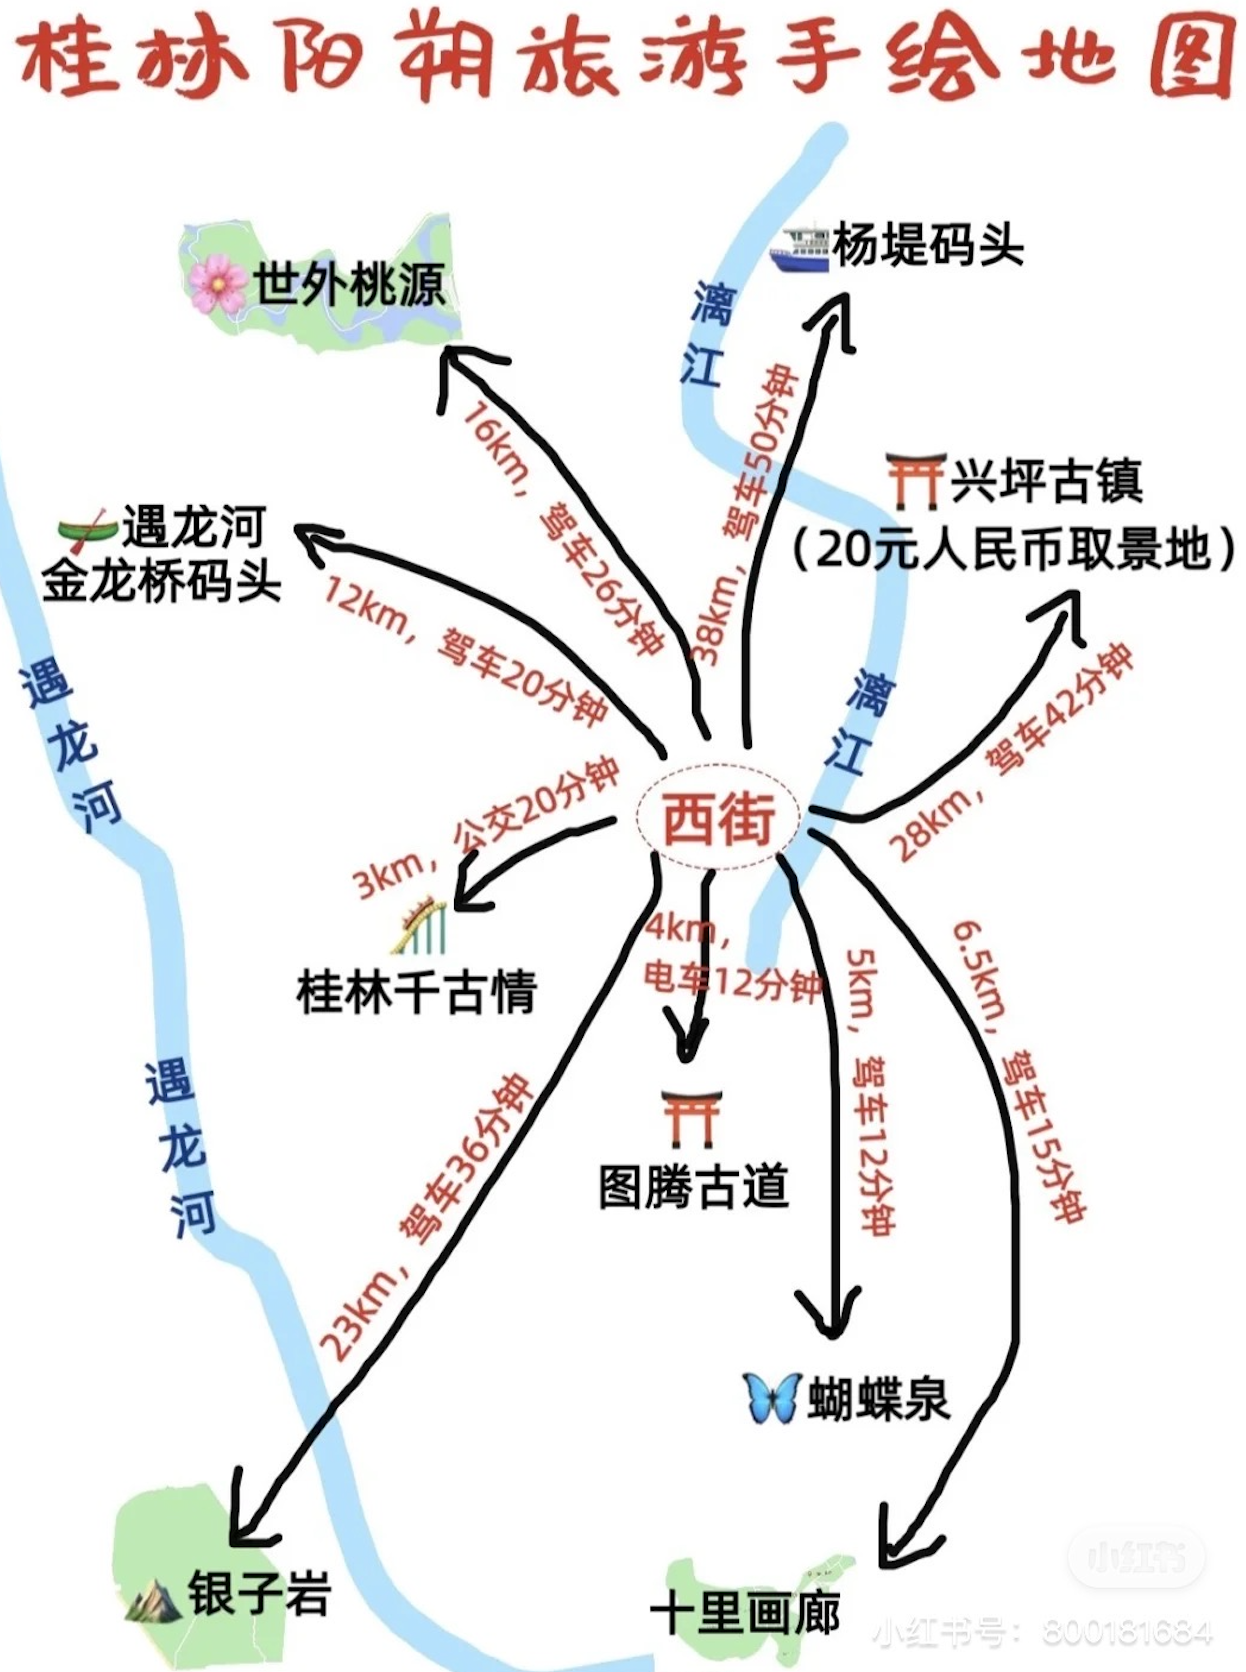 桂林阳朔旅游手绘地图
杨堤码头
世外桃源
漓江
16km，驾车26分钟
38km，驾车50分钟
兴坪古镇
（20元人民币取景地）
遇龙河
金龙桥码头
12km，驾车20分钟
28km，驾车42分钟
遇龙河
漓江
3km，公交20分钟
西街
4km，
电车12分钟
5km，驾车12分钟
6.5km，驾车15分钟
桂林千古情
遇龙河
23km，驾车36分钟
图腾古道
蝴蝶泉
银子岩
十里画廊
小红书
小红书号：800181684